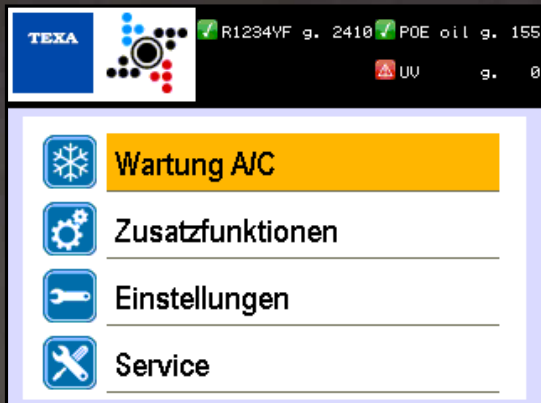 TEXA
R1234YF g. 2410 POE oil g. 155
UV g. 0
Wartung A/C
Zusatzfunktionen
Einstellungen
Service